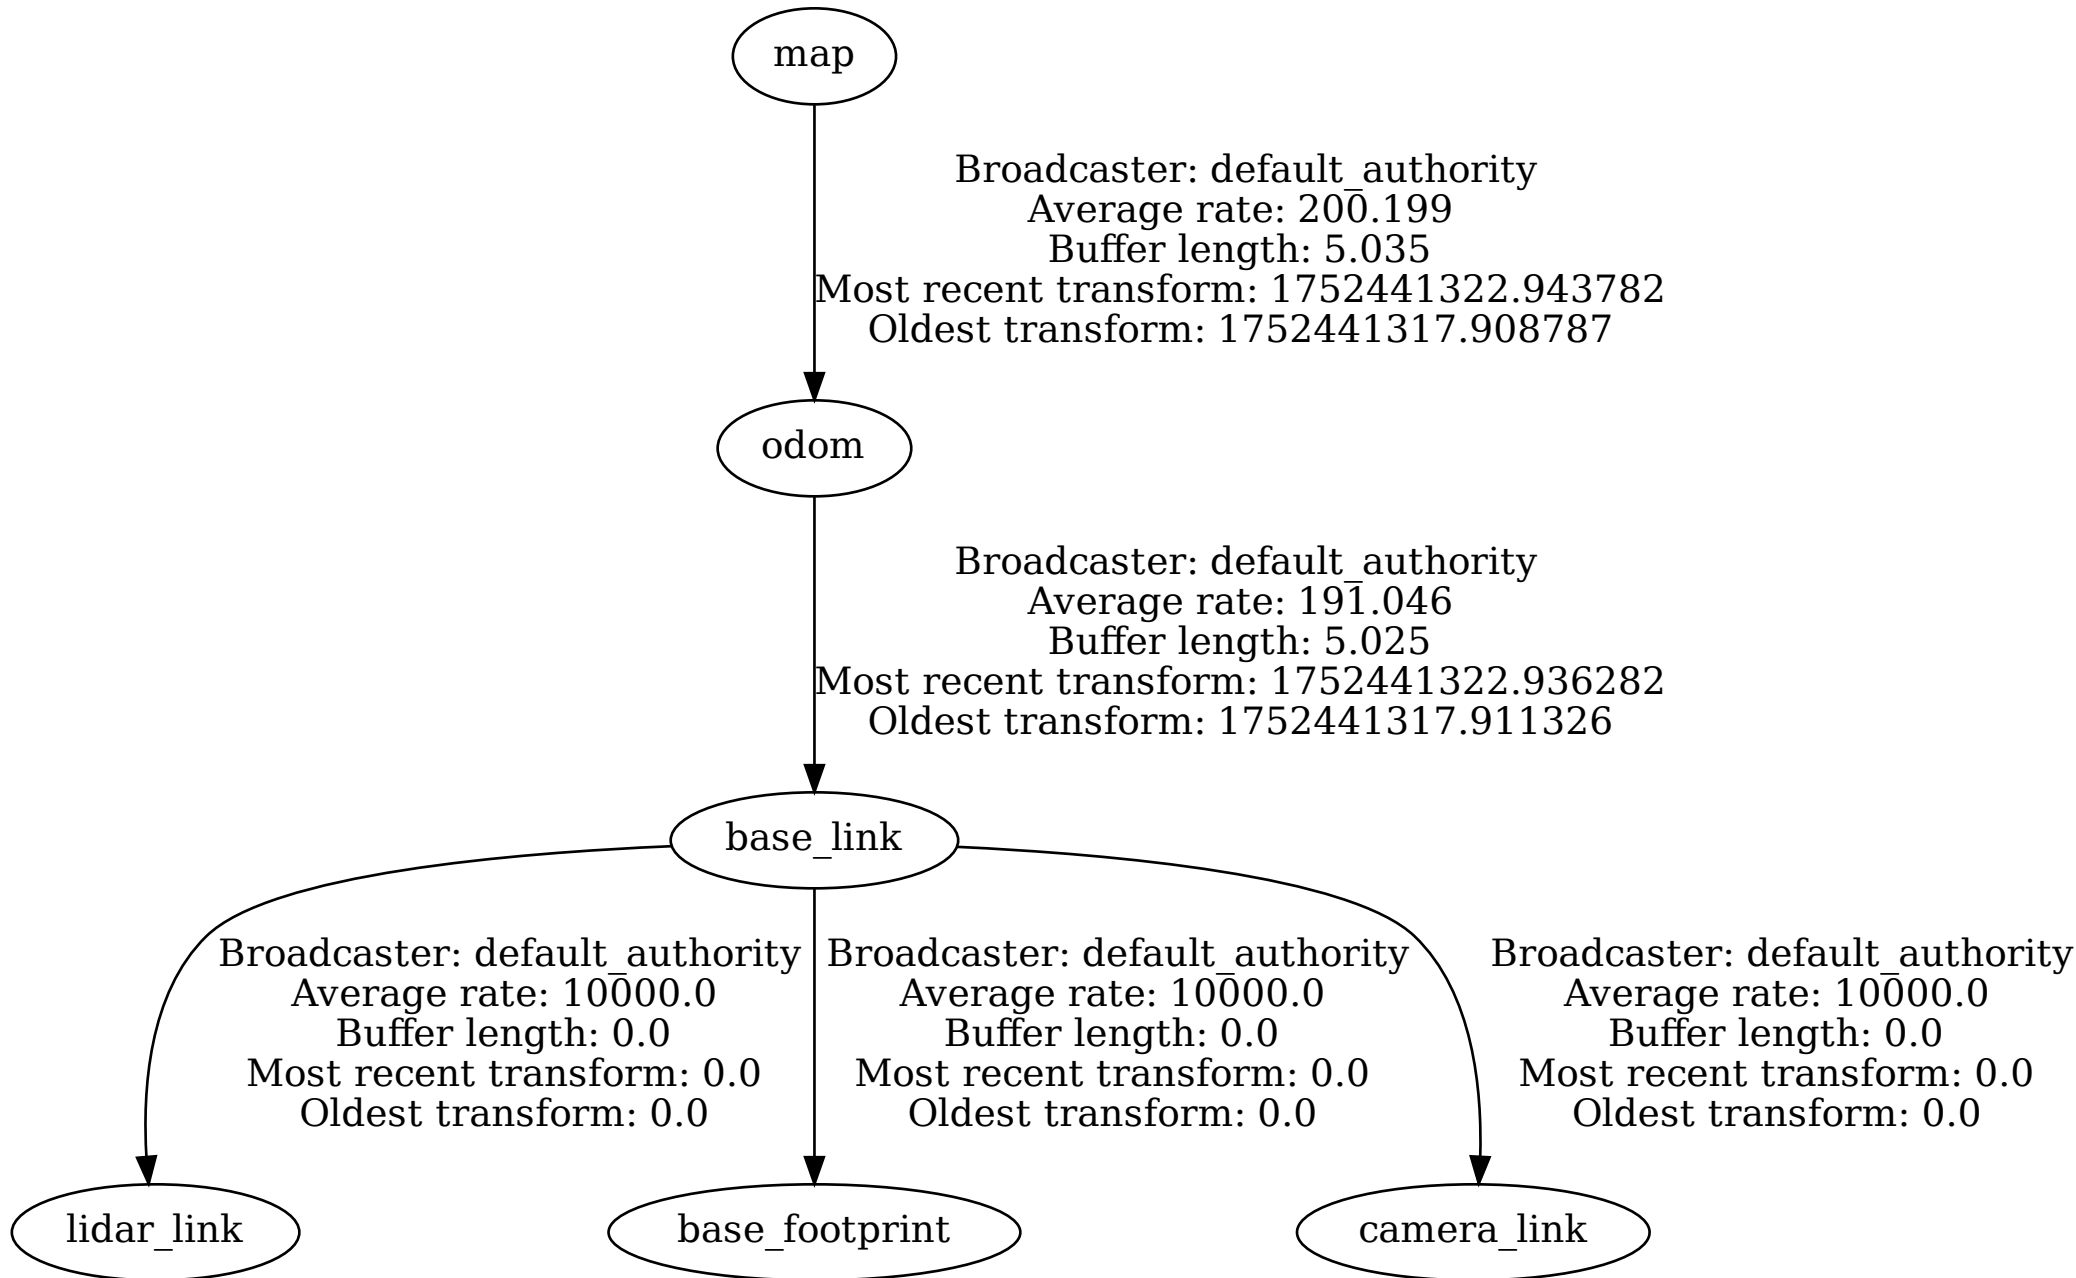 map
Broadcaster: default_authority
Average rate: 200.199
Buffer length: 5.035
Most recent transform: 1752441322.943782
Oldest transform: 1752441317.908787
odom
Broadcaster: default_authority
Average rate: 191.046
Buffer length: 5.025
Most recent transform: 1752441322.936282
Oldest transform: 1752441317.911326
base_link
Broadcaster: default_authority
Average rate: 10000.0
Buffer length: 0.0
Most recent transform: 0.0
Oldest transform: 0.0
Broadcaster: default_authority
Average rate: 10000.0
Buffer length: 0.0
Most recent transform: 0.0
Oldest transform: 0.0
Broadcaster: default_authority
Average rate: 10000.0
Buffer length: 0.0
Most recent transform: 0.0
Oldest transform: 0.0
lidar_link
base_footprint
camera_link